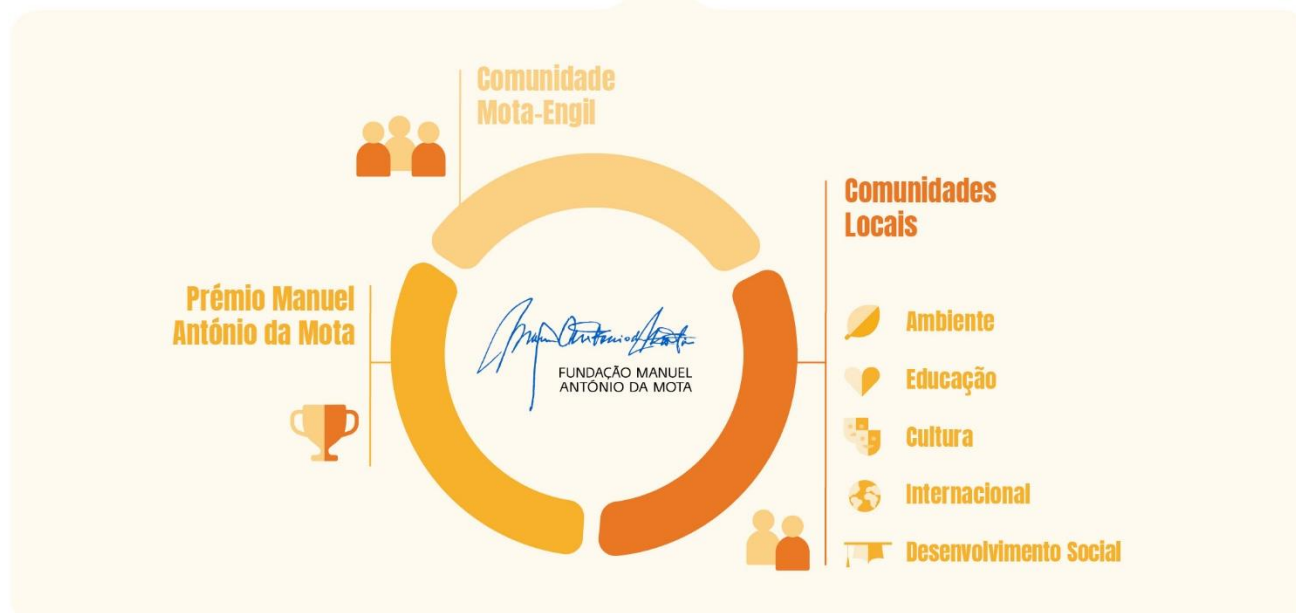 Comunidade
Mota-Engil
Comunidades
Locais
Prémio Manuel
António da Mota
FUNDAÇÃO MANUEL
ANTÓNIO DA MOTA
Ambiente
Educação
Cultura
Internacional
Desenvolvimento Social